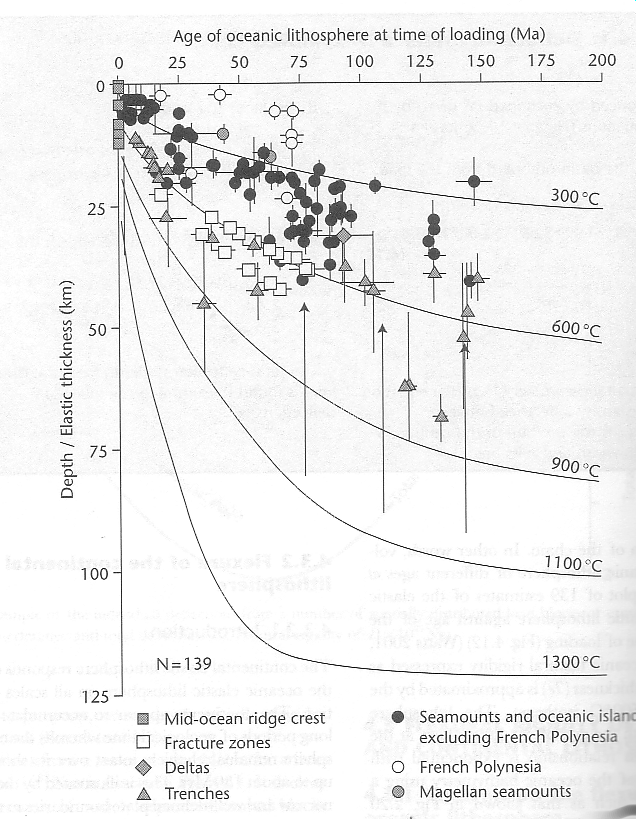 Age of oceanic lithosphere at time of loading (Ma)
0 25 50 75 100 125 150 175 200
0
25
50
75
100
125
Depth / Elastic thickness (km)
300 °C
600 °C
900 °C
1100 °C
1300 °C
N = 139
Mid-ocean ridge crest
Fracture zones
Deltas
Trenches
Seamounts and oceanic island
excluding French Polynesia
French Polynesia
Magellan seamounts